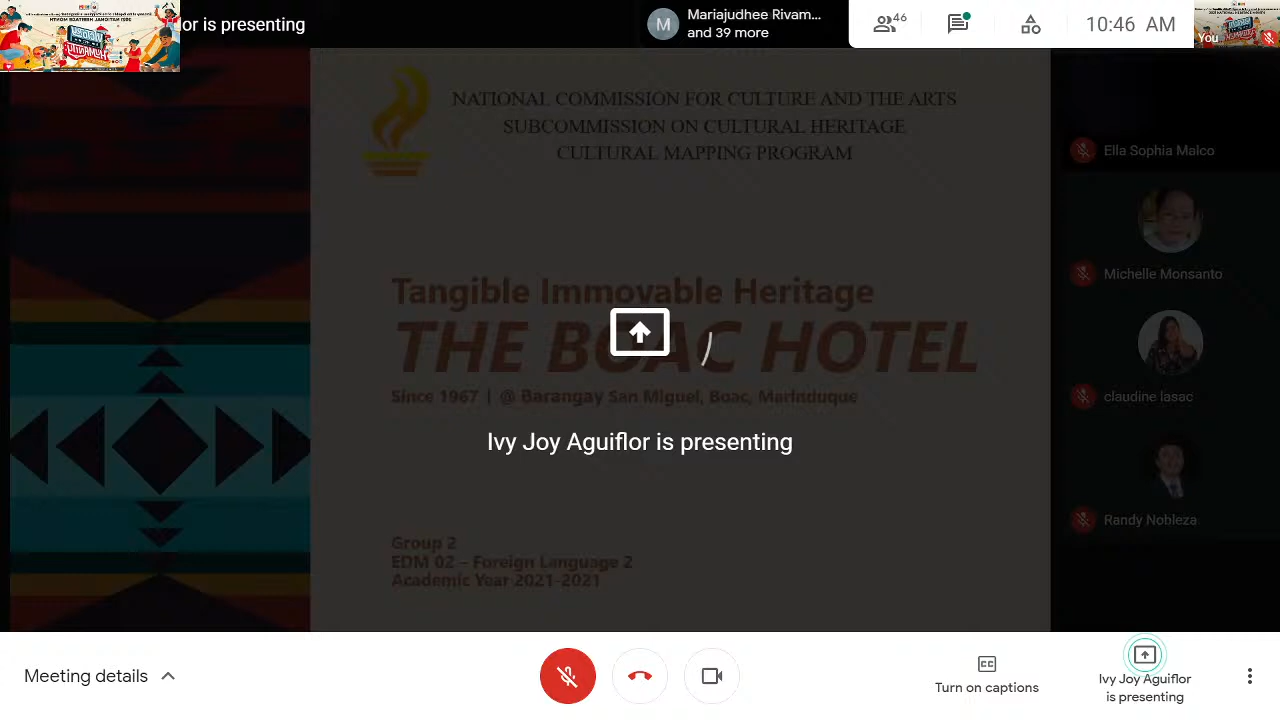 or is presenting
Mariajudhee Rivam...
and 39 more
M
46
10:46 AM
You
NATIONAL COMMISSION FOR CULTURE AND THE ARTS
SUBCOMMISSION ON CULTURAL HERITAGE
CULTURAL MAPPING PROGRAM
Ella Sophia Malco
Michelle Monsanto
Tangible Immovable Heritage
THE BOAC HOTEL
Since 1967 | @ Barangay San Miguel, Boac, Marinduque
claudine lasac
Ivy Joy Aguiflor is presenting
Randy Nobleza
Group 2
EDM 02 – Foreign Language 2
Academic Year 2021-2021
Meeting details
CC
Turn on captions
Ivy Joy Aguiflor
is presenting